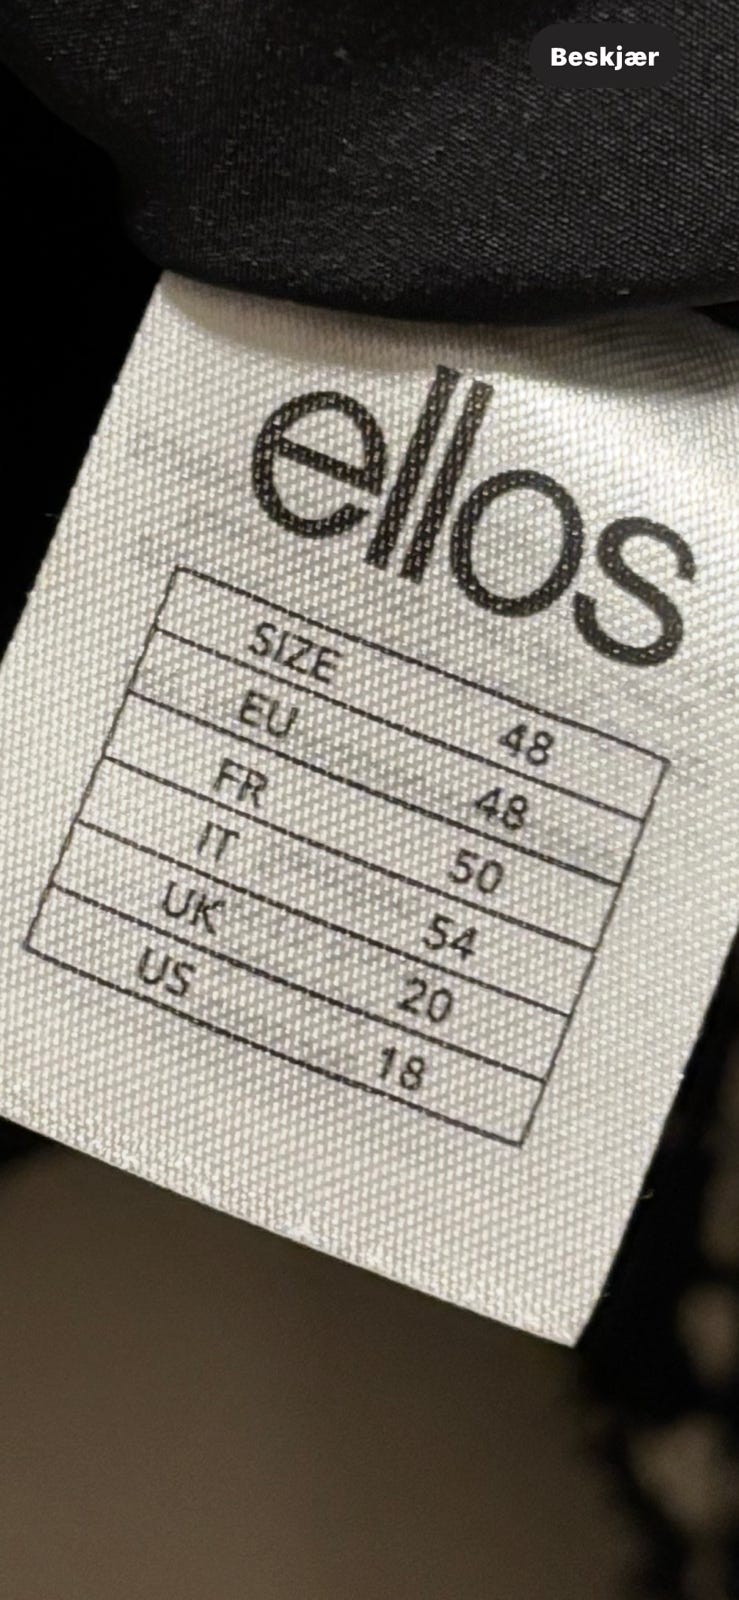 Beskjær
ellos
SIZE 48
EU 48
FR 50
IT 54
UK 20
US 18